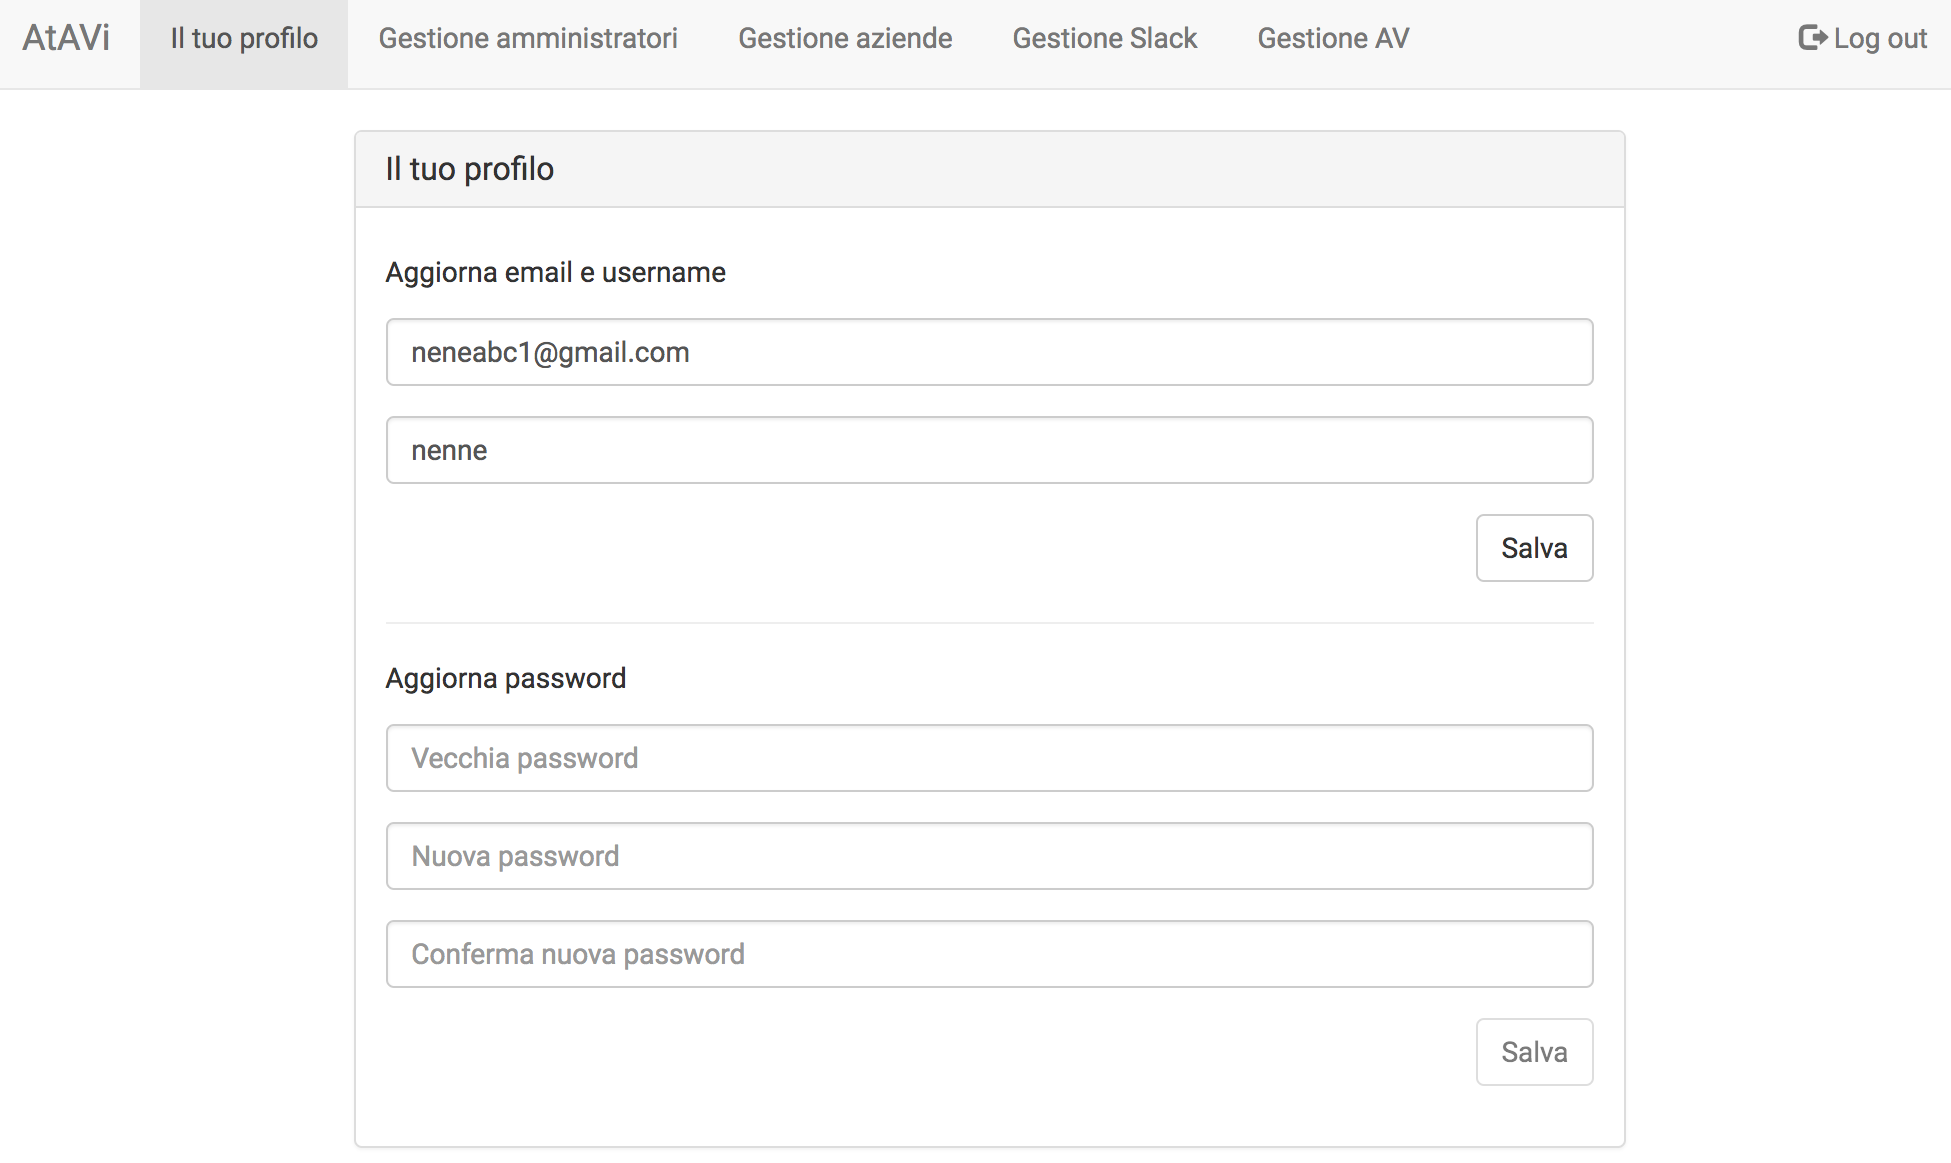 AtAVi Il tuo profilo Gestione amministratori Gestione aziende Gestione Slack Gestione AV Log out
Il tuo profilo
Aggiorna email e username
neneabc1@gmail.com
nenne
Salva
Aggiorna password
Vecchia password
Nuova password
Conferma nuova password
Salva